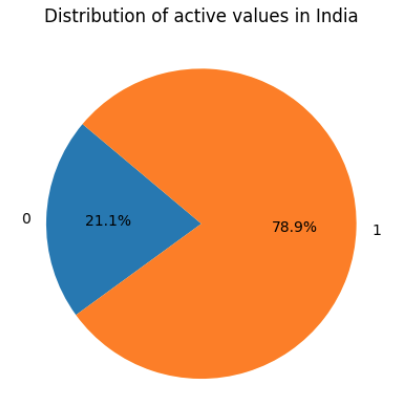 Distribution of active values in India
0
21.1%
78.9%
1